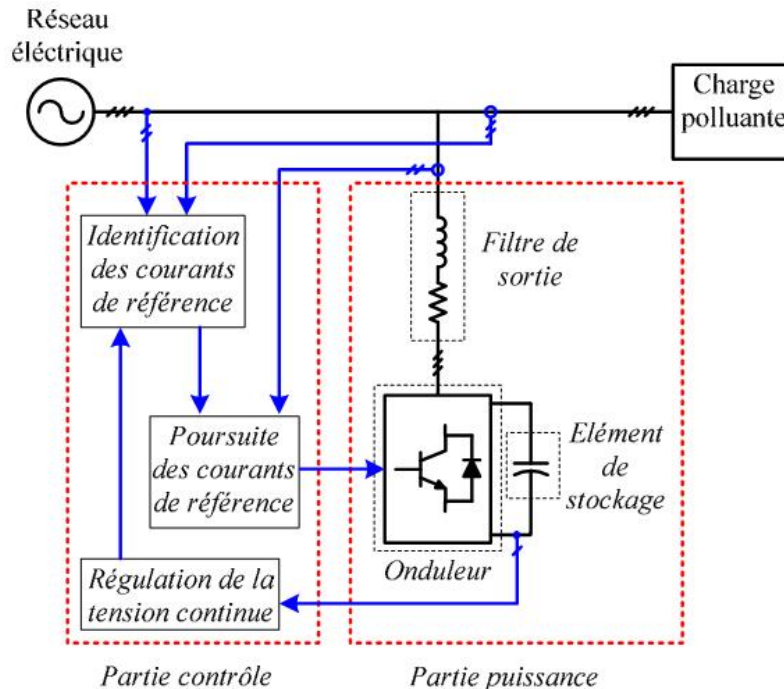 Réseau
éléctrique
Charge
polluante
Identification
des courants
de référence
Filtre de
sortie
Poursuite
des courants
de référence
Elément
de
stockage
Onduleur
Régulation de la
tension continue
Partie contrôle
Partie puissance